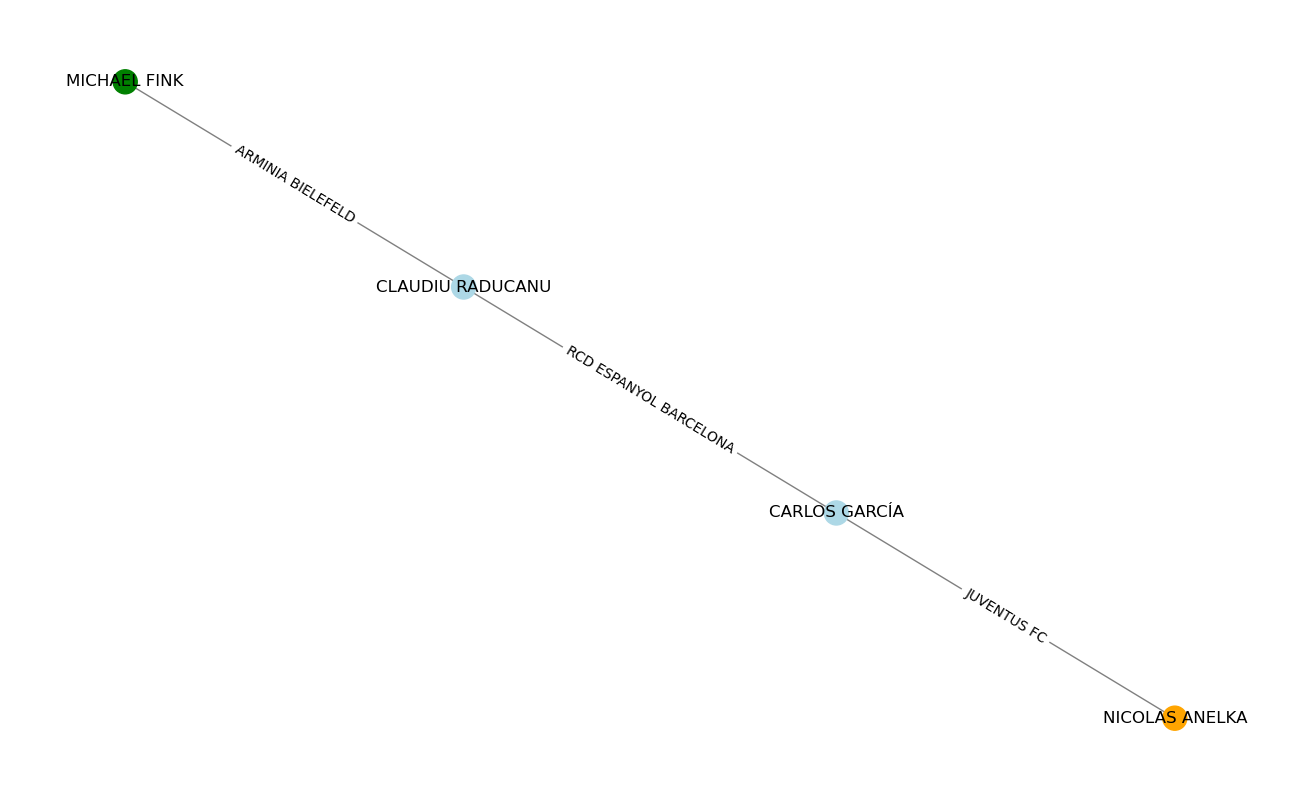 MICHAEL FINK
ARMINIA BIELEFELD
CLAUDIU RADUCANU
RCD ESPANYOL BARCELONA
CARLOS GARCÍA
JUVENTUS FC
NICOLAS ANELKA